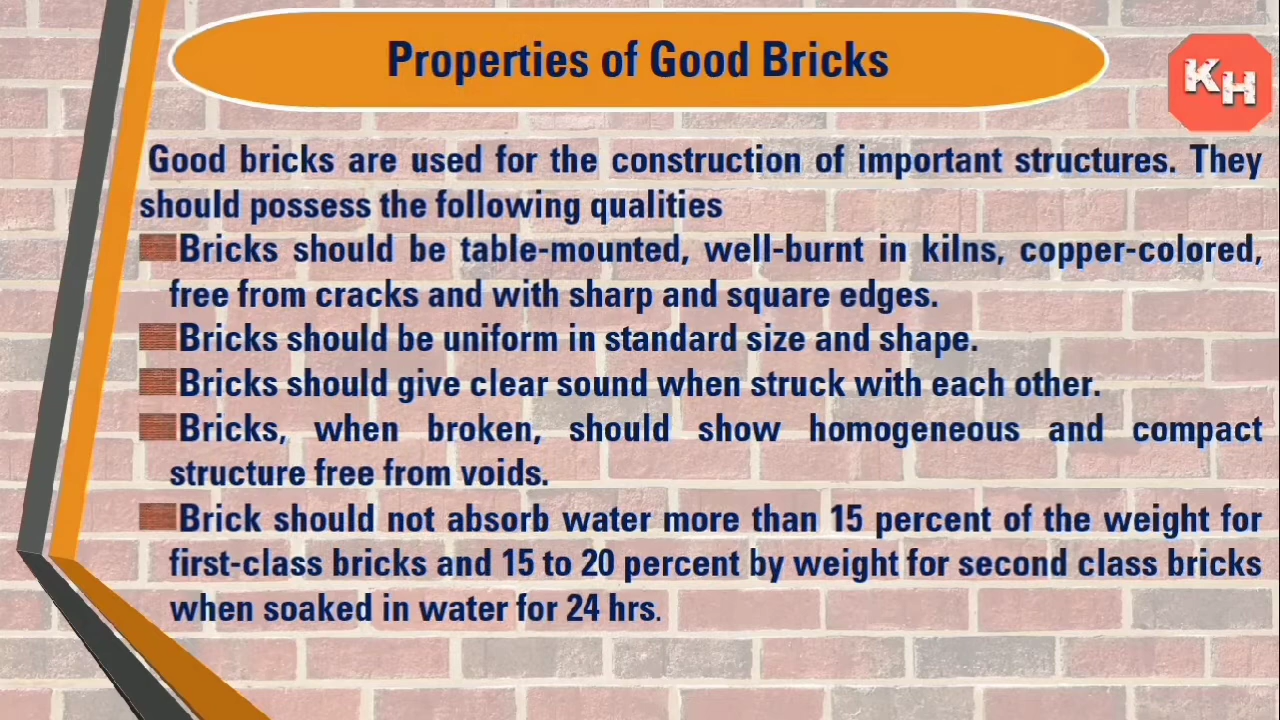 Properties of Good Bricks
KH
Good bricks are used for the construction of important structures. They
should possess the following qualities
Bricks should be table-mounted, well-burnt in kilns, copper-colored,
free from cracks and with sharp and square edges.
Bricks should be uniform in standard size and shape.
Bricks should give clear sound when struck with each other.
Bricks, when broken, should show homogeneous and compact
structure free from voids.
Brick should not absorb water more than 15 percent of the weight for
first-class bricks and 15 to 20 percent by weight for second class bricks
when soaked in water for 24 hrs.